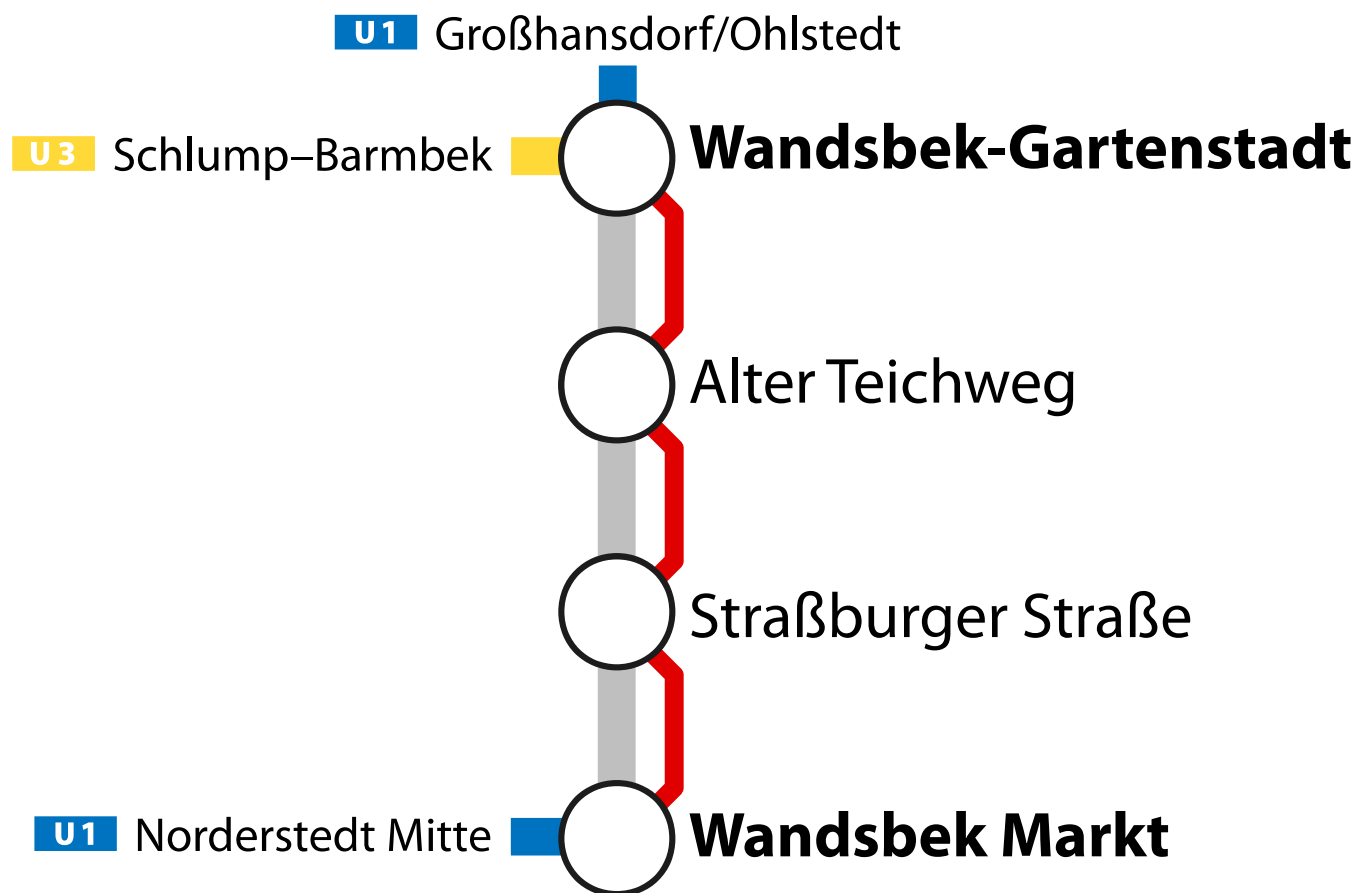 U1 Großhansdorf/Ohlstedt
U3 Schlump–Barmbek
Wandsbek-Gartenstadt
Alter Teichweg
Straßburger Straße
U1 Norderstedt Mitte
Wandsbek Markt